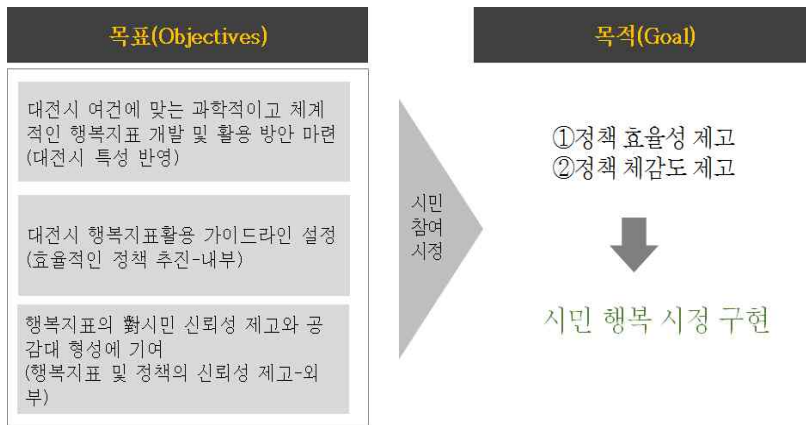 목표(Objectives)
대전시 여건에 맞는 과학적이고 체계
적인 행복지표 개발 및 활용 방안 마련
(대전시 특성 반영)
대전시 행복지표활용 가이드라인 설정
(효율적인 정책 추진-내부)
행복지표의 對시민 신뢰성 제고와 공
감대 형성에 기여
(행복지표 및 정책의 신뢰성 제고-외
부)
시민
참여
시정
목적(Goal)
①정책 효율성 제고
②정책 체감도 제고
시민 행복 시정 구현